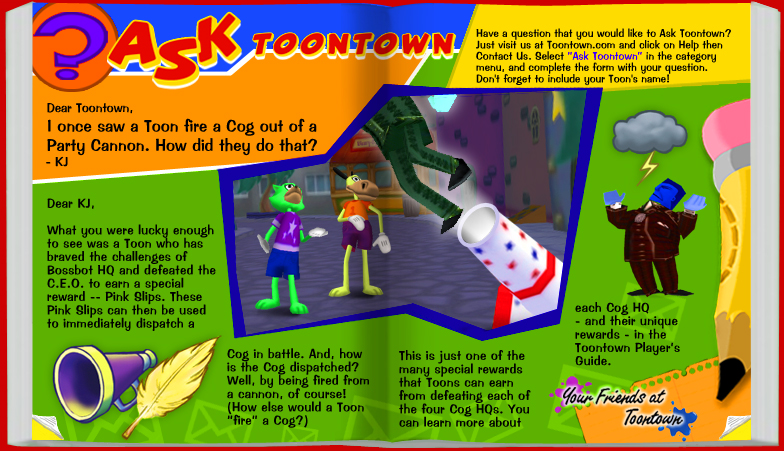 ASK TOONTOWN
Have a question that you would like to Ask Toontown?
Just visit us at Toontown.com and click on Help then
Contact Us. Select "Ask Toontown" in the category
menu, and complete the form with your question.
Don't forget to include your Toon's name!
Dear Toontown,
I once saw a Toon fire a Cog out of a
Party Cannon. How did they do that?
- KJ
Dear KJ,
What you were lucky enough
to see was a Toon who has
braved the challenges of
Bossbot HQ and defeated the
C.E.O. to earn a special
reward -- Pink Slips. These
Pink Slips can then be used
to immediately dispatch a
Cog in battle. And, how
is the Cog dispatched?
Well, by being fired from
a cannon, of course!
(How else would a Toon
"fire" a Cog?)
This is just one of the
many special rewards
that Toons can earn
from defeating each of
the four Cog HQs. You
can learn more about
each Cog HQ
- and their unique
rewards - in the
Toontown Player's
Guide.
Your Friends at
Toontown